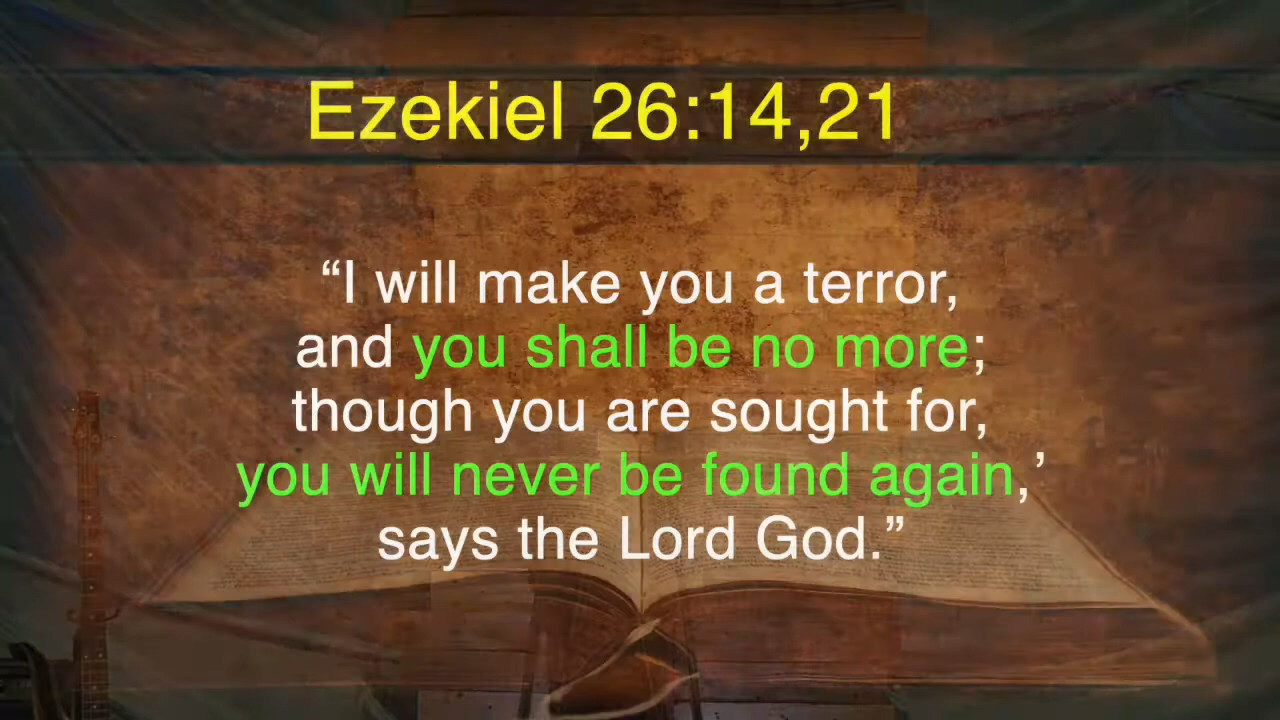 Ezekiel 26:14,21
“I will make you a terror,
and you shall be no more;
though you are sought for,
you will never be found again,’
says the Lord God.”